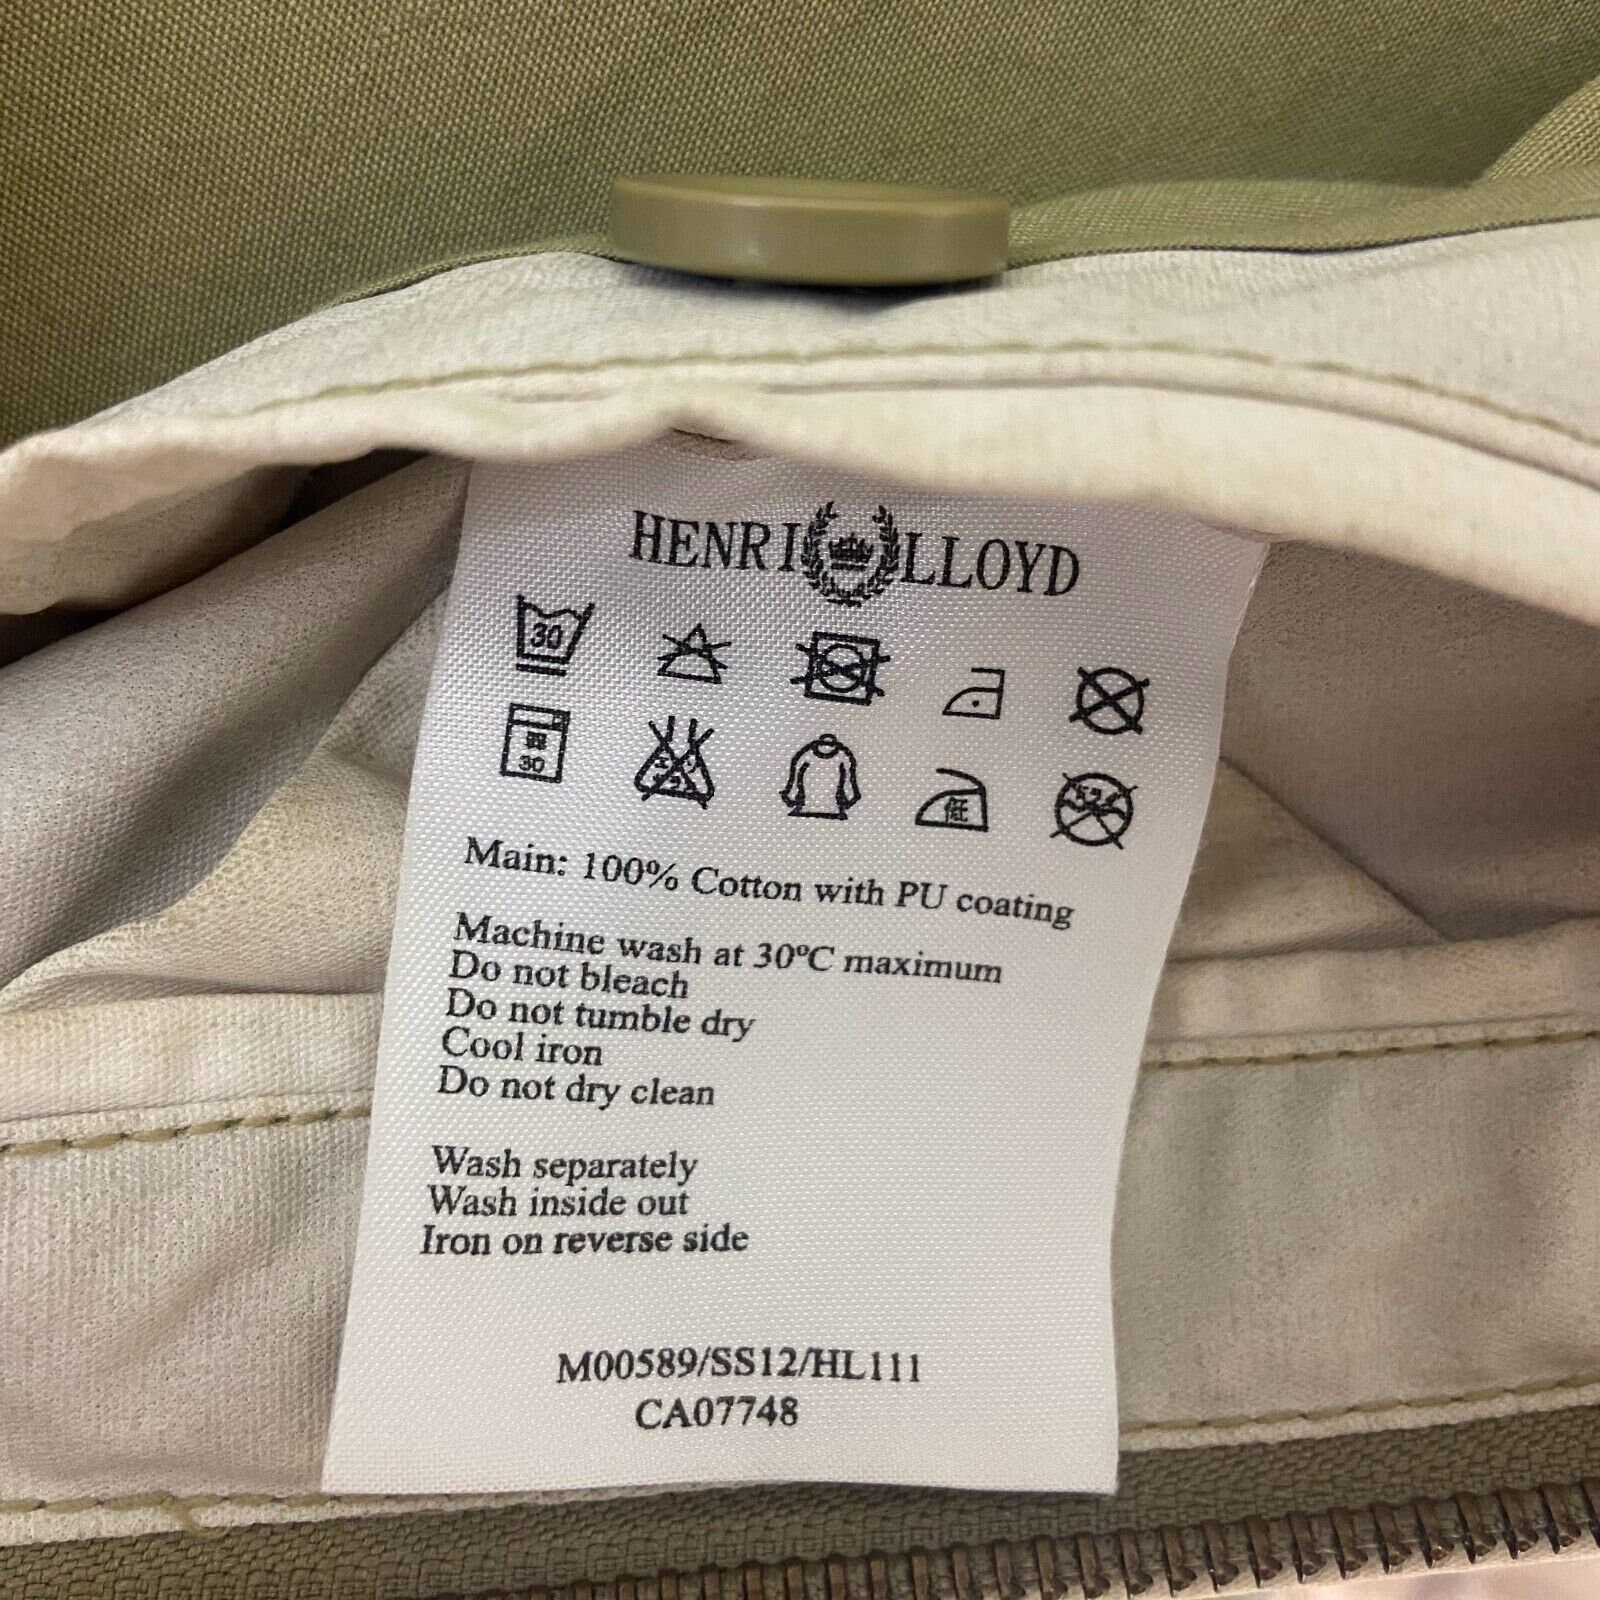 HENRI LLOYD
30
30
低
Main: 100% Cotton with PU coating
Machine wash at 30ºC maximum
Do not bleach
Do not tumble dry
Cool iron
Do not dry clean
Wash separately
Wash inside out
Iron on reverse side
M00589/SS12/HL111
CA07748